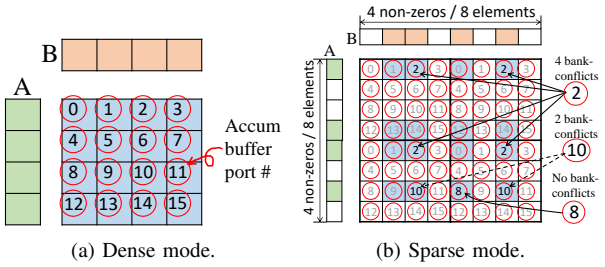 B
A
0 1 2 3
4 5 6 7
8 9 10 11
12 13 14 15
Accum
buffer
port #
(a) Dense mode.
4 non-zeros / 8 elements
B
A
4 non-zeros / 8 elements
0 1 2 3 0 1 2 3
4 5 6 7 4 5 6 7
8 9 10 11 8 9 10 11
12 13 14 15 12 13 14 15
0 1 2 3 0 1 2 3
4 5 6 7 4 5 6 7
8 9 10 11 8 9 10 11
12 13 14 15 12 13 14 15
4 bank-
conflicts
2
2 bank-
conflicts
10
No bank-
conflicts
8
(b) Sparse mode.